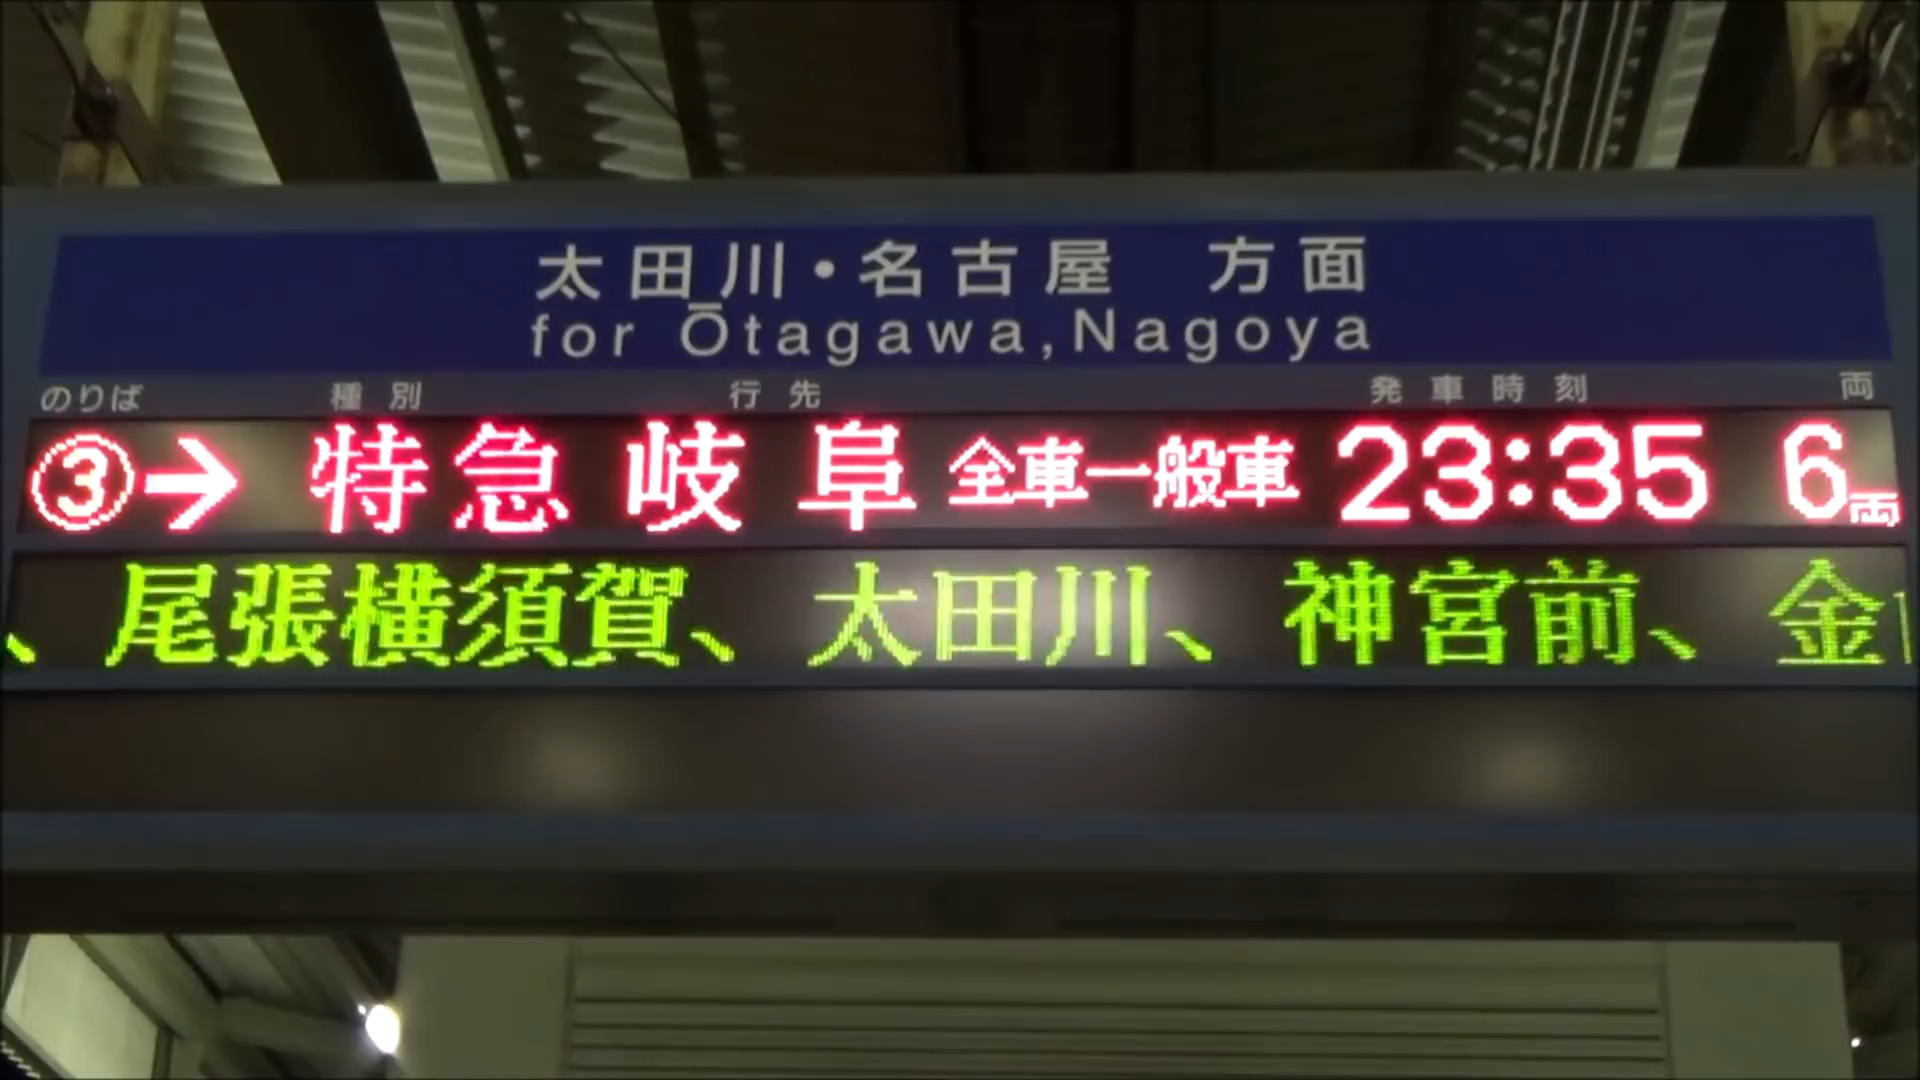 太田川・名古屋 方面
for Ōtagawa,Nagoya
のりば 種別 行先 発車時刻 両
③→ 特急 岐阜 全車一般車 23:35 6両
、尾張横須賀、太田川、神宮前、金